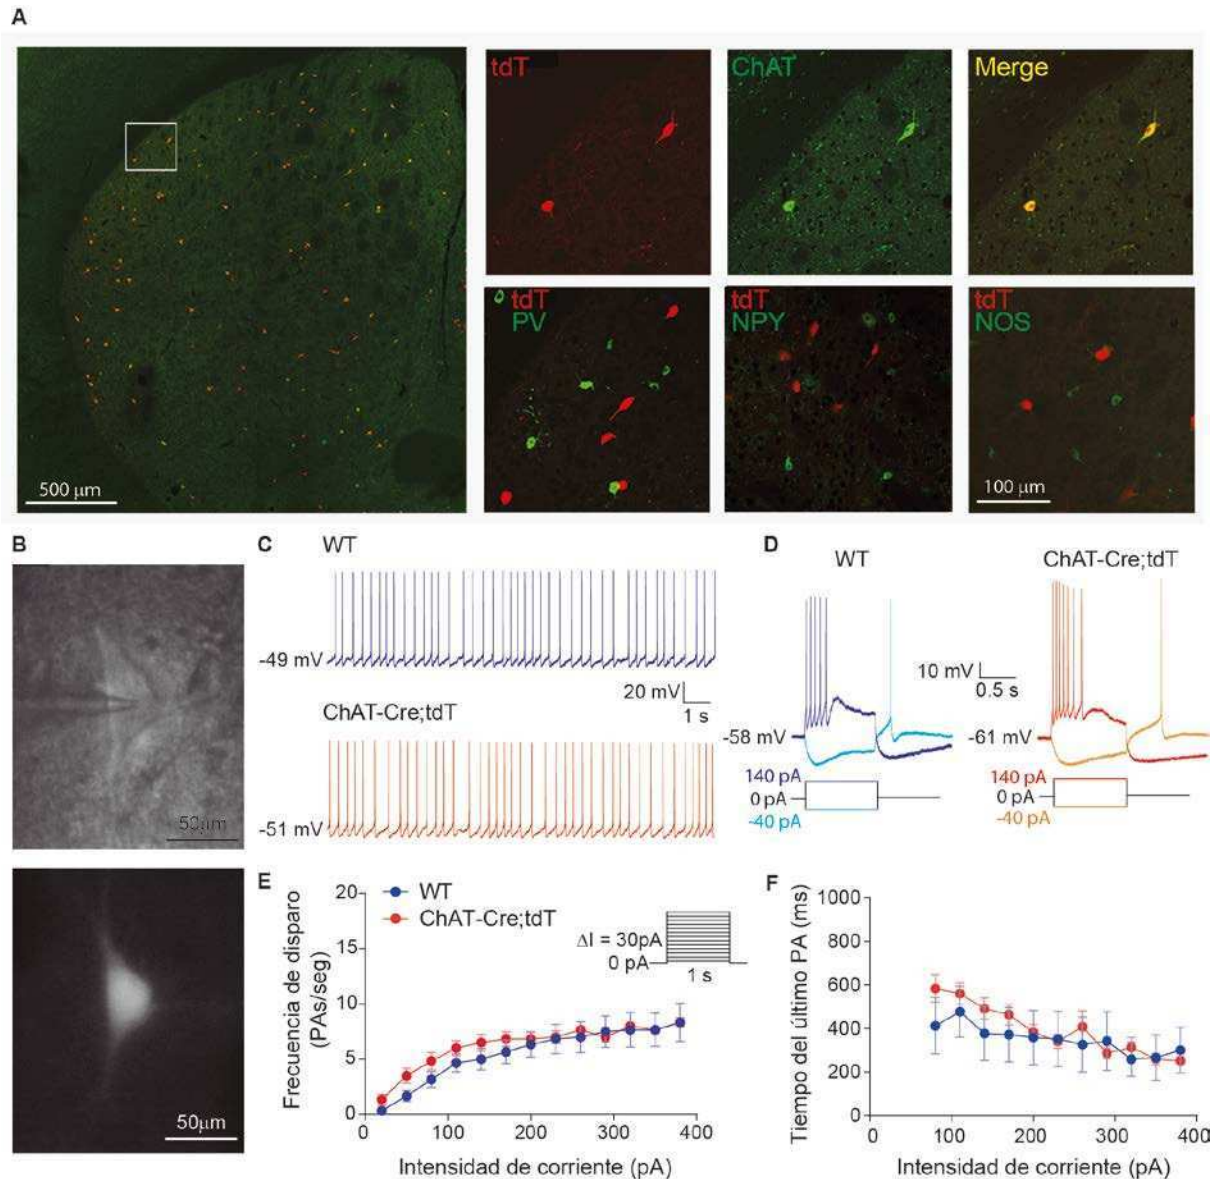 A
tdT
ChAT
Merge
500 µm
tdT
PV
tdT
NPY
tdT
NOS
100 µm
B
50µm
50µm
C
WT
-49 mV
20 mV
1 s
ChAT-Cre;tdT
-51 mV
D
WT
ChAT-Cre;tdT
10 mV
0.5 s
-58 mV
-61 mV
140 pA
0 pA
-40 pA
140 pA
0 pA
-40 pA
E
WT
ChAT-Cre;tdT
ΔI = 30pA
0 pA
1 s
Frecuencia de disparo
(PAs/seg)
20
15
10
5
0
0 100 200 300 400
Intensidad de corriente (pA)
F
Tiempo del último PA (ms)
1000
800
600
400
200
0
0 100 200 300 400
Intensidad de corriente (pA)